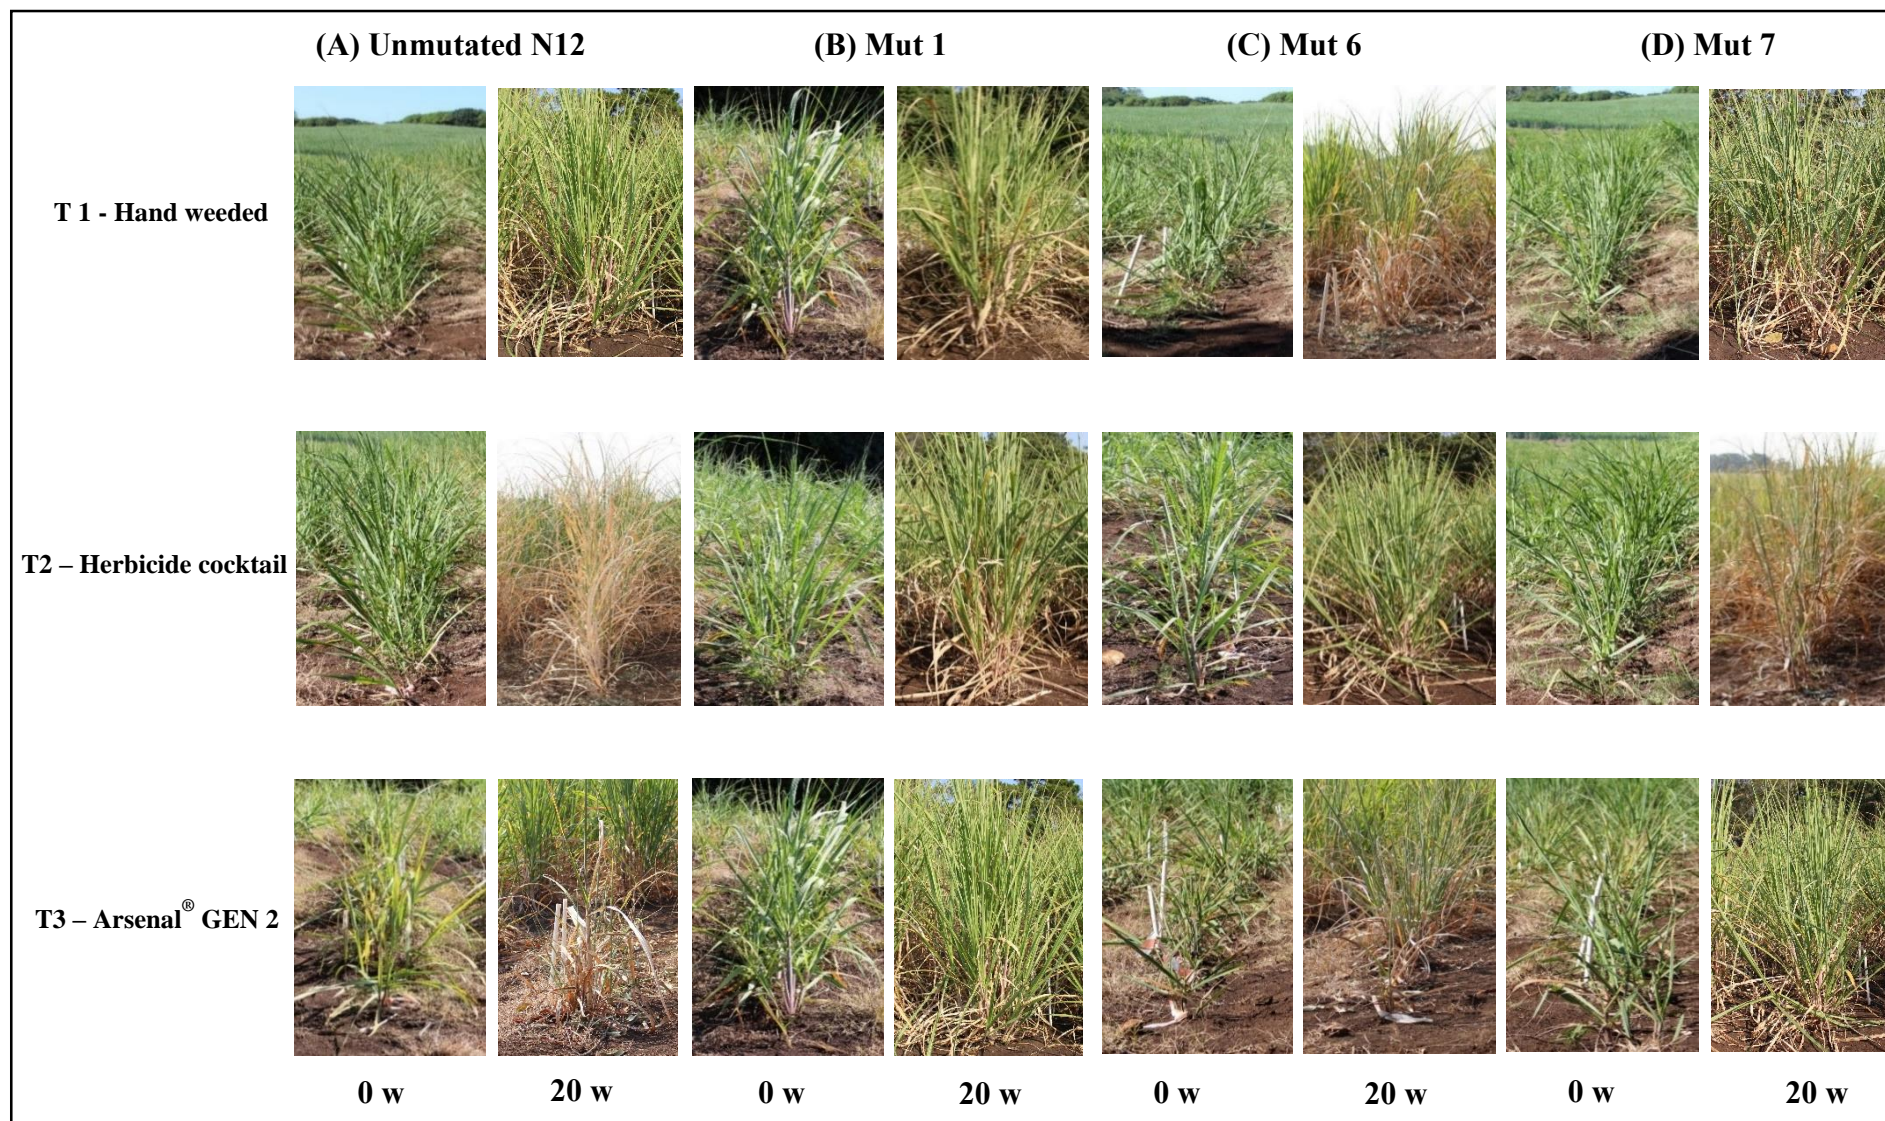 (A) Unmutated N12 (B) Mut 1 (C) Mut 6 (D) Mut 7
T 1 - Hand weeded
T2 – Herbicide cocktail
T3 – Arsenal® GEN 2
0 w 20 w 0 w 20 w 0 w 20 w 0 w 20 w